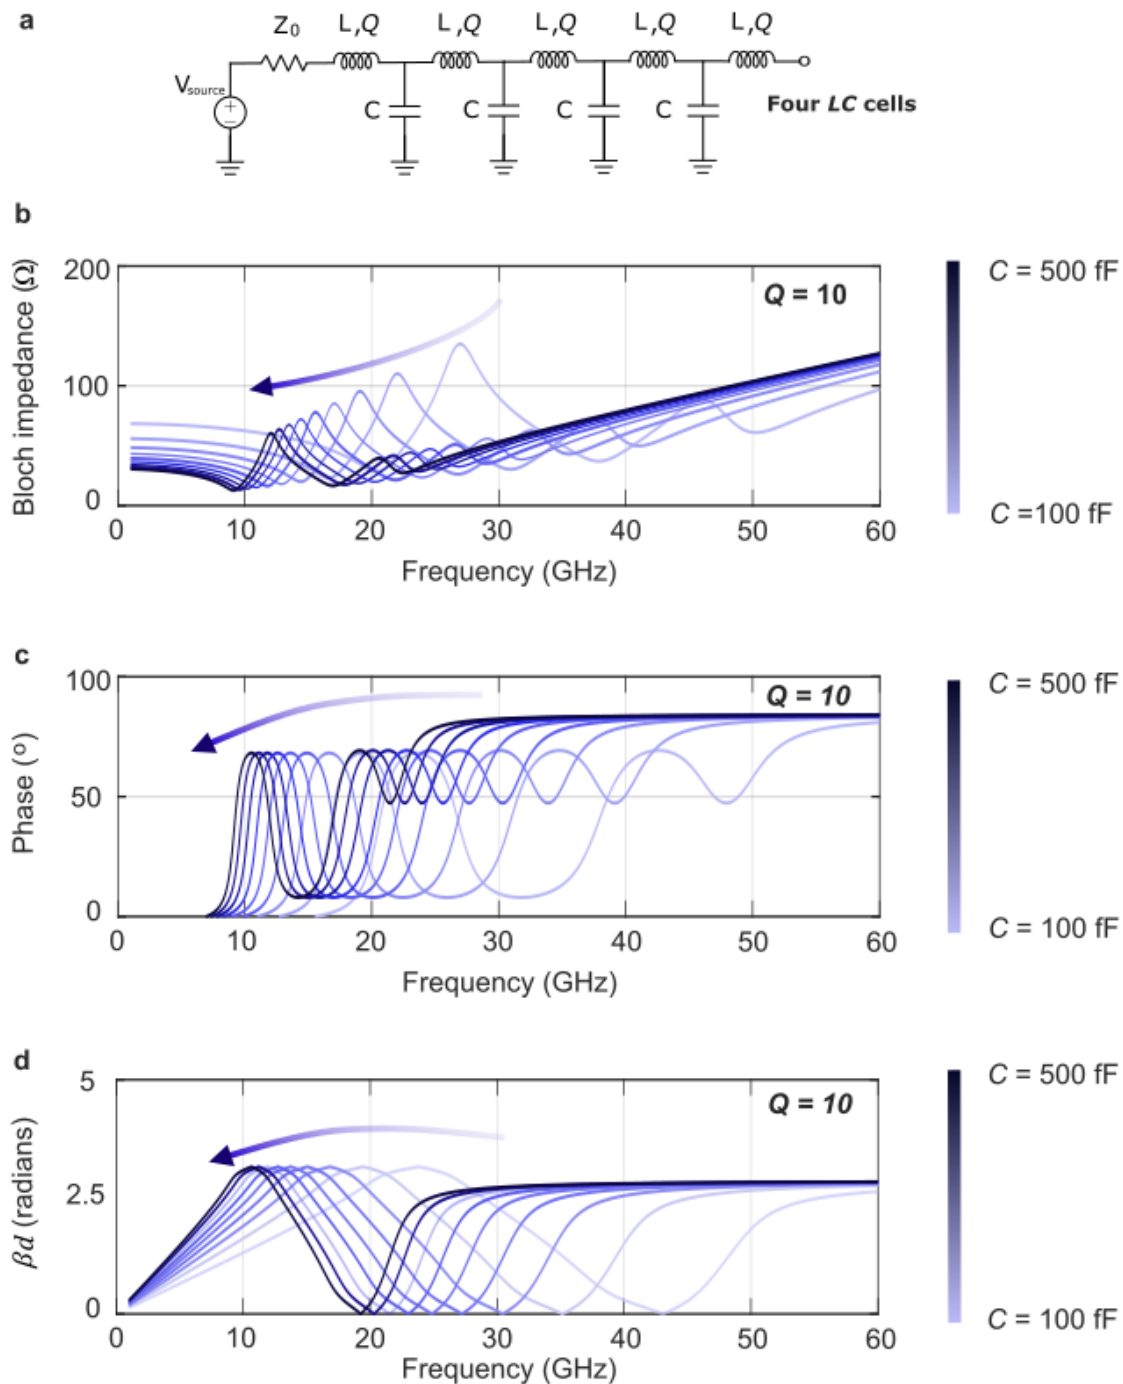 a
Z₀ L,Q L,Q L,Q L,Q L,Q
V_source + −
C C C C
Four LC cells
b
Bloch impedance (Ω)
200
100
0
Q = 10
0 10 20 30 40 50 60
Frequency (GHz)
C = 500 fF
C =100 fF
c
Phase (º)
100
50
0
Q = 10
0 10 20 30 40 50 60
Frequency (GHz)
C = 500 fF
C = 100 fF
d
βd (radians)
5
2.5
0
Q = 10
0 10 20 30 40 50 60
Frequency (GHz)
C = 500 fF
C = 100 fF